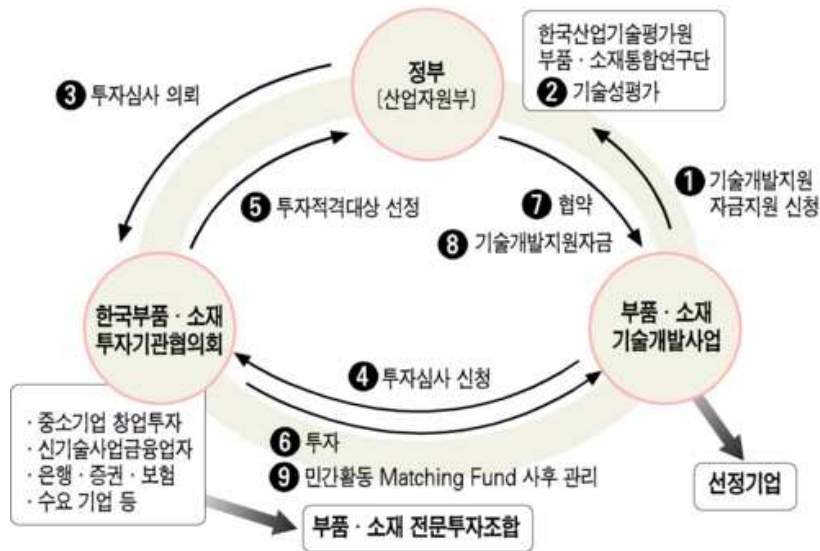 한국산업기술평가원
부품·소재통합연구단
❷ 기술성평가
정부
(산업자원부)
❸ 투자심사 의뢰
❶ 기술개발지원
자금지원 신청
❺ 투자적격대상 선정
❼ 협약
❽ 기술개발지원자금
한국부품·소재
투자기관협의회
부품·소재
기술개발사업
❹ 투자심사 신청
· 중소기업 창업투자
· 신기술사업금융업자
· 은행·증권·보험
· 수요 기업 등
❻ 투자
❾ 민간활동 Matching Fund 사후 관리
선정기업
부품·소재 전문투자조합